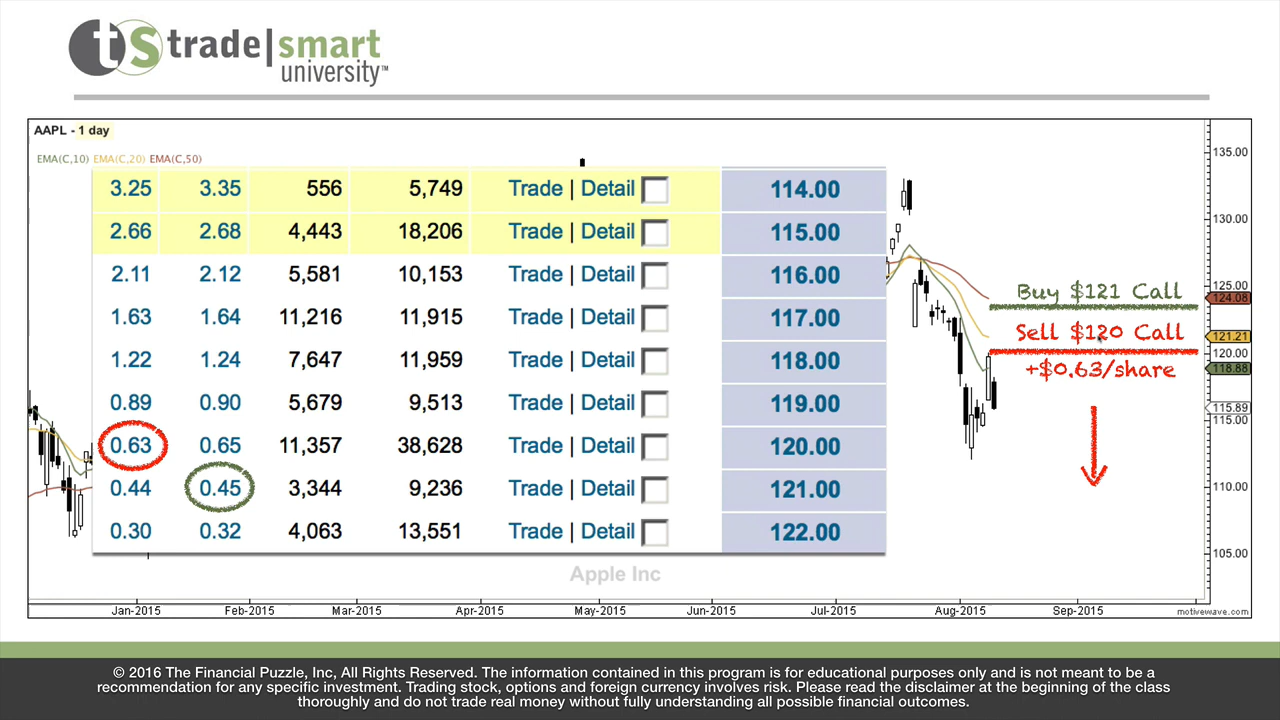 ts trade|smart
university™
AAPL - 1 day
EMA(C,10) EMA(C,20) EMA(C,50)
3.25 3.35 556 5,749 Trade | Detail 114.00
2.66 2.68 4,443 18,206 Trade | Detail 115.00
2.11 2.12 5,581 10,153 Trade | Detail 116.00
1.63 1.64 11,216 11,915 Trade | Detail 117.00
1.22 1.24 7,647 11,959 Trade | Detail 118.00
0.89 0.90 5,679 9,513 Trade | Detail 119.00
0.63 0.65 11,357 38,628 Trade | Detail 120.00
0.44 0.45 3,344 9,236 Trade | Detail 121.00
0.30 0.32 4,063 13,551 Trade | Detail 122.00
Buy $121 Call
Sell $120 Call
+$0.63/share
135.00
130.00
125.00
124.08
121.21
120.00
118.88
115.89
115.00
110.00
105.00
Apple Inc
Jan-2015 Feb-2015 Mar-2015 Apr-2015 May-2015 Jun-2015 Jul-2015 Aug-2015 Sep-2015
motivewave.com
© 2016 The Financial Puzzle, Inc, All Rights Reserved. The information contained in this program is for educational purposes only and is not meant to be a
recommendation for any specific investment. Trading stock, options and foreign currency involves risk. Please read the disclaimer at the beginning of the class
thoroughly and do not trade real money without fully understanding all possible financial outcomes.